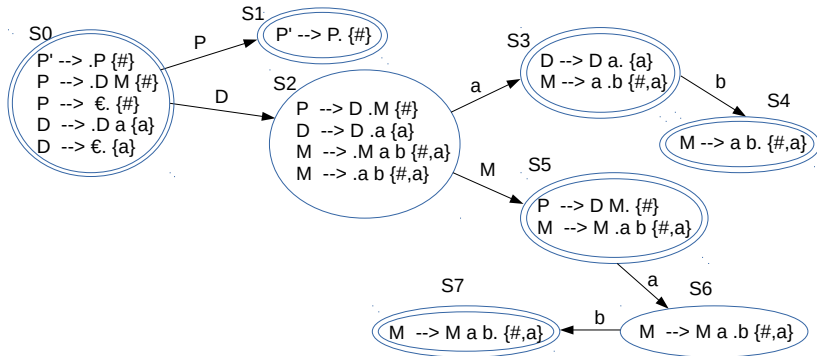 S0
P' --> .P {#}
P --> .D M {#}
P --> €. {#}
D --> .D a {a}
D --> €. {a}
P
D
S1
P' --> P. {#}
S2
P --> D .M {#}
D --> D .a {a}
M --> .M a b {#,a}
M --> .a b {#,a}
a
M
S3
D --> D a. {a}
M --> a .b {#,a}
b
S4
M --> a b. {#,a}
S5
P --> D M. {#}
M --> M .a b {#,a}
a
S6
M --> M a .b {#,a}
b
S7
M --> M a b. {#,a}